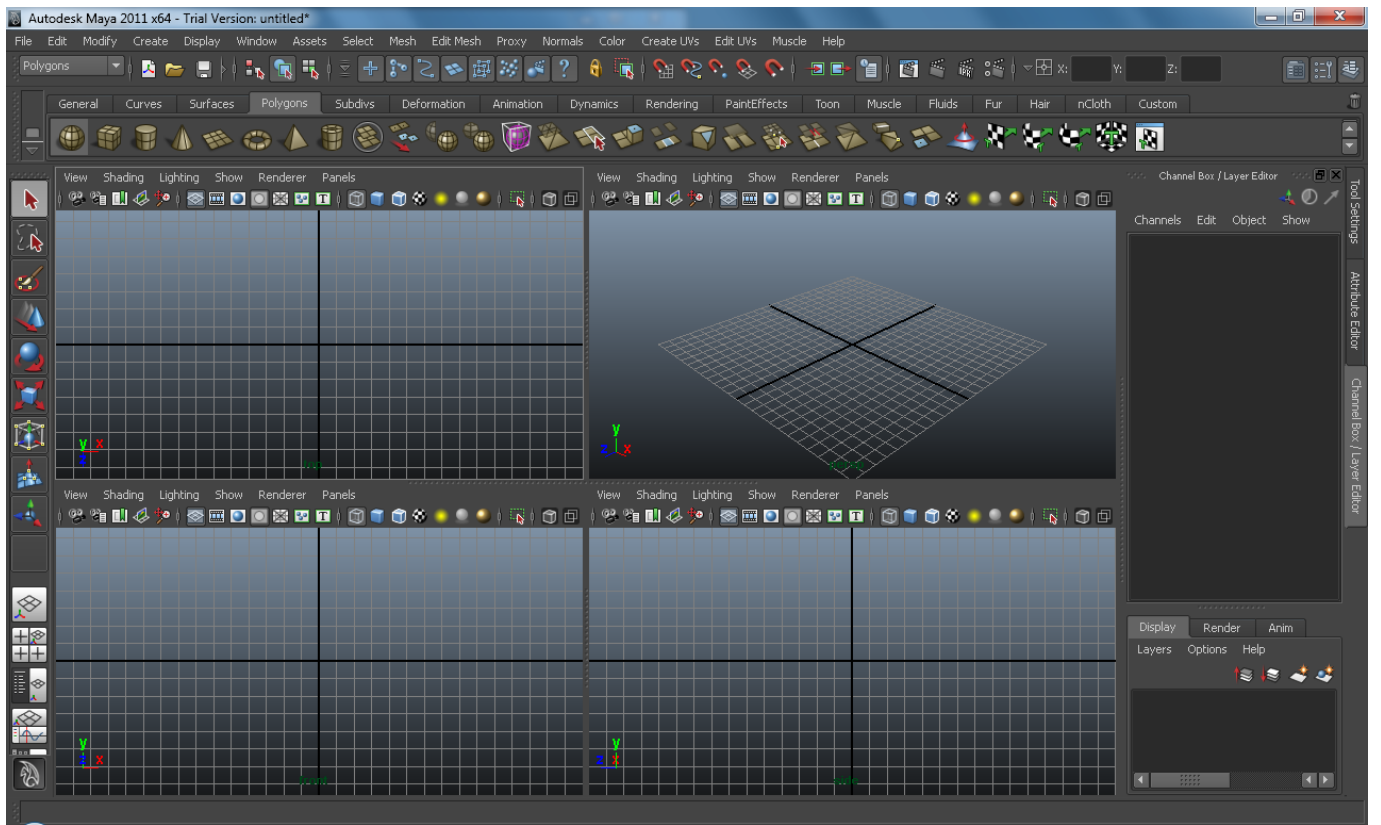 Autodesk Maya 2011 x64 - Trial Version: untitled*
File Edit Modify Create Display Window Assets Select Mesh Edit Mesh Proxy Normals Color Create UVs Edit UVs Muscle Help
Polygons X: Y: Z:
General Curves Surfaces Polygons Subdivs Deformation Animation Dynamics Rendering PaintEffects Toon Muscle Fluids Fur Hair nCloth Custom
View Shading Lighting Show Renderer Panels
y x
z
View Shading Lighting Show Renderer Panels
y
z x
persp
View Shading Lighting Show Renderer Panels
y
x
front
View Shading Lighting Show Renderer Panels
y
z x
side
Channel Box / Layer Editor
Channels Edit Object Show
Display Render Anim
Layers Options Help
Tool Settings
Attribute Editor
Channel Box / Layer Editor